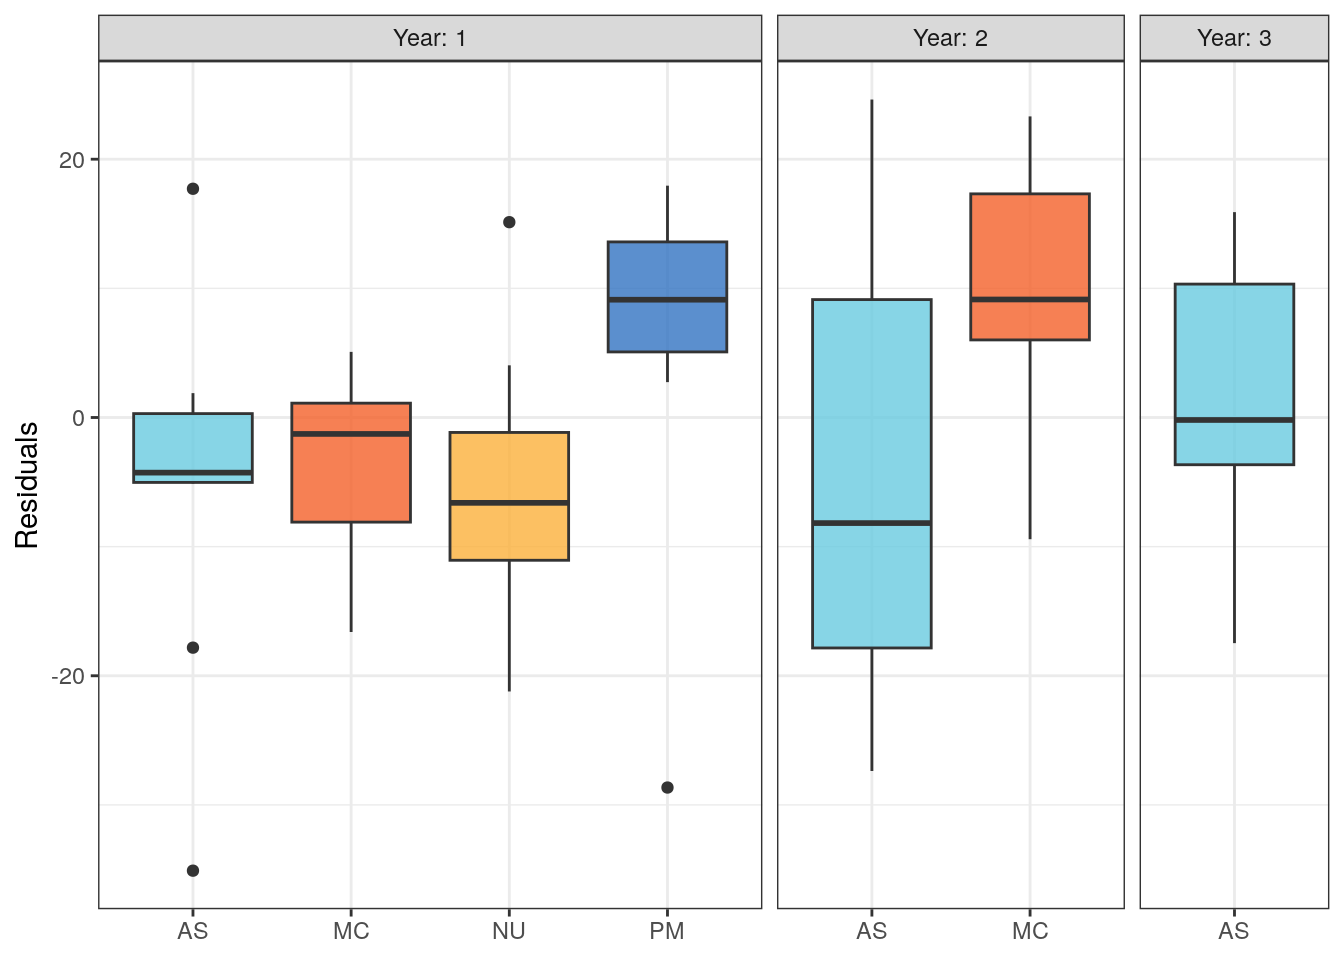 Year: 1
Year: 2
Year: 3
Residuals
20
0
-20
AS
MC
NU
PM
AS
MC
AS